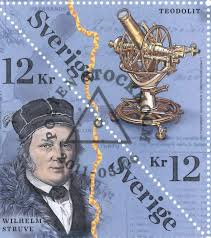 TEODOLIT
Sverige
12 Kr
Kr 12
Sverige
WILHELM
STRUVE